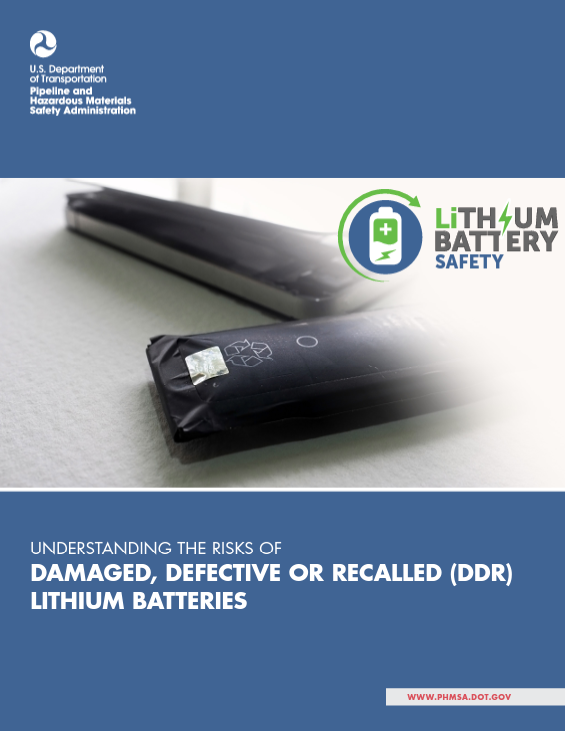 U.S. Department
of Transportation
Pipeline and
Hazardous Materials
Safety Administration
LiTHIUM
BATTERY
SAFETY
UNDERSTANDING THE RISKS OF
DAMAGED, DEFECTIVE OR RECALLED (DDR)
LITHIUM BATTERIES
WWW.PHMSA.DOT.GOV